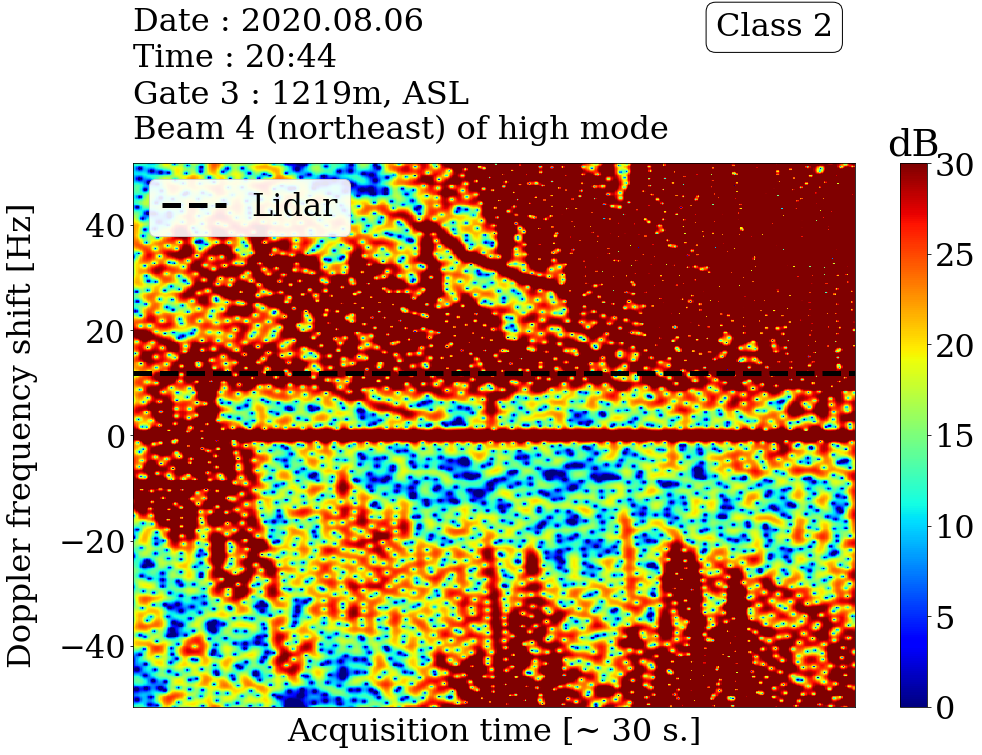 Date : 2020.08.06
Time : 20:44
Gate 3 : 1219m, ASL
Beam 4 (northeast) of high mode
Class 2
dB
Lidar
Doppler frequency shift [Hz]
40
20
0
−20
−40
30
25
20
15
10
5
0
Acquisition time [~ 30 s.]